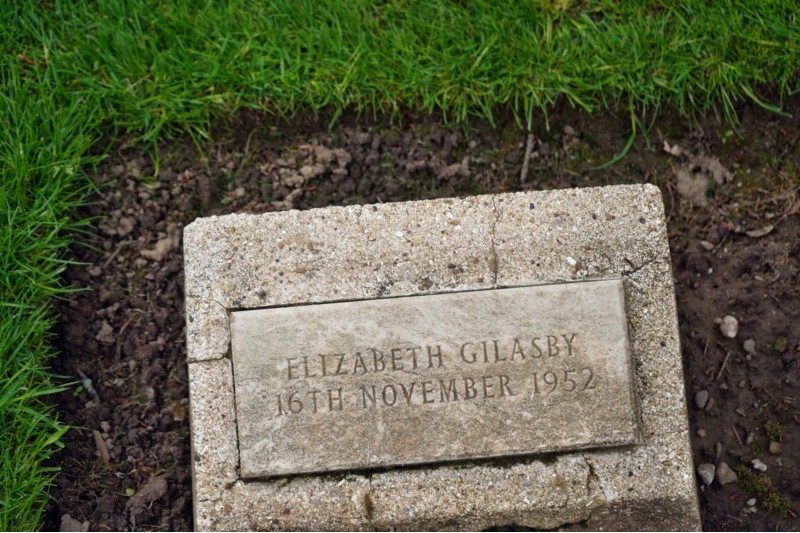 ELIZABETH GILASBY
16TH NOVEMBER 1952